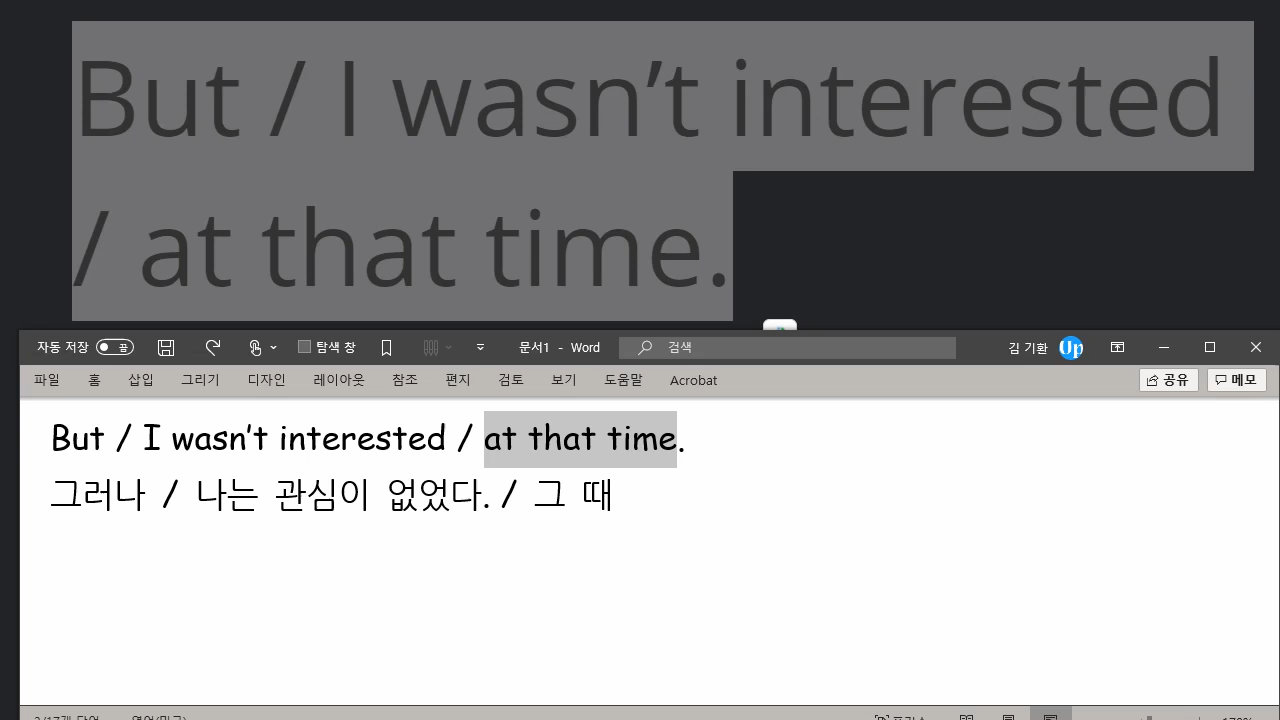 But / I wasn’t interested
/ at that time.
자동 저장 끔 탐색 창 문서1 - Word 검색 김 기환 Up
파일 홈 삽입 그리기 디자인 레이아웃 참조 편지 검토 보기 도움말 Acrobat 공유 메모
But / I wasn’t interested / at that time.
그러나 / 나는 관심이 없었다. / 그 때